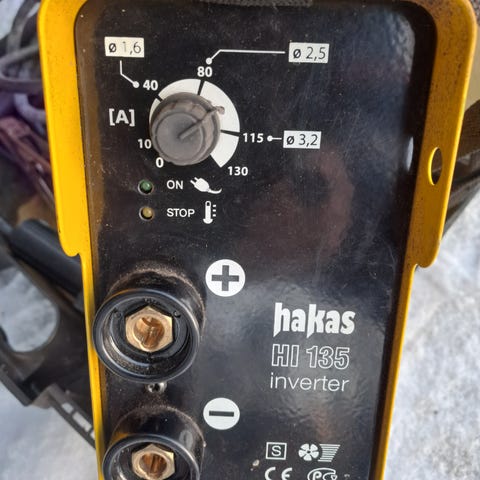 ø 1,6
ø 2,5
80
40
[A]
10
0
115
ø 3,2
130
ON
STOP
+
−
hakas
HI 135
inverter
S
CE